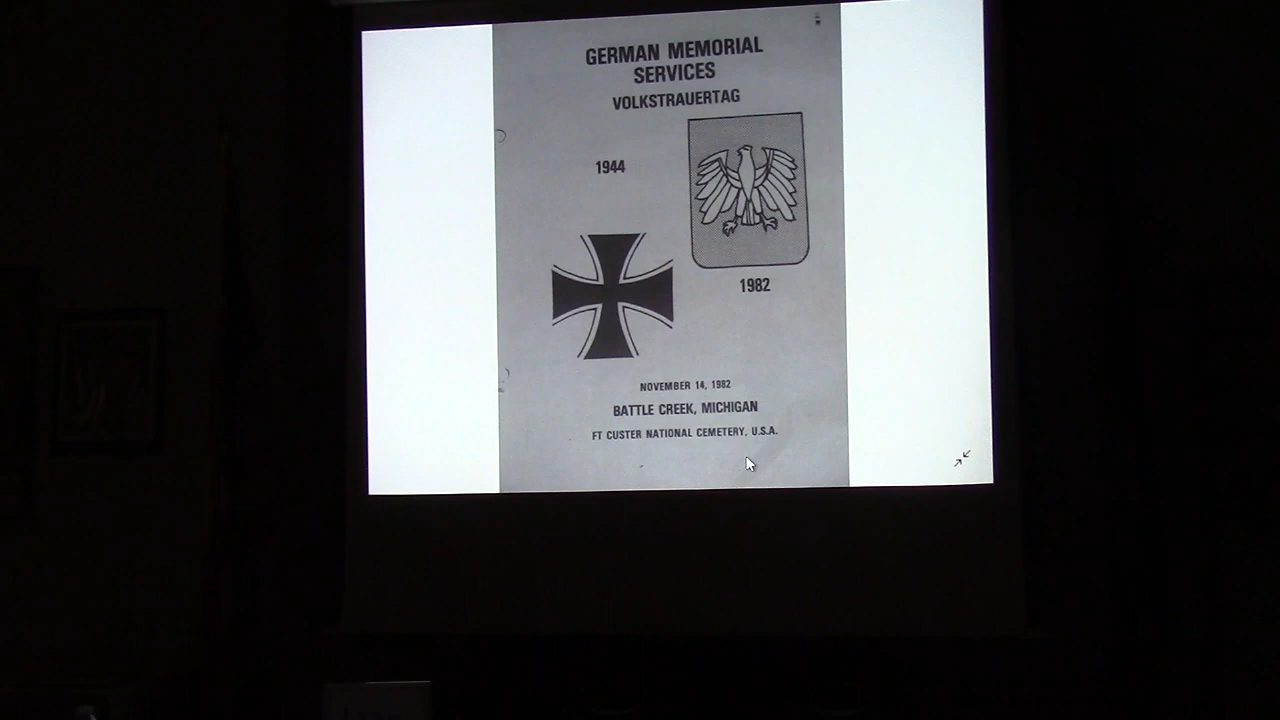 GERMAN MEMORIAL
SERVICES
VOLKSTRAUERTAG
1944
1982
NOVEMBER 14, 1982
BATTLE CREEK, MICHIGAN
FT CUSTER NATIONAL CEMETERY, U.S.A.